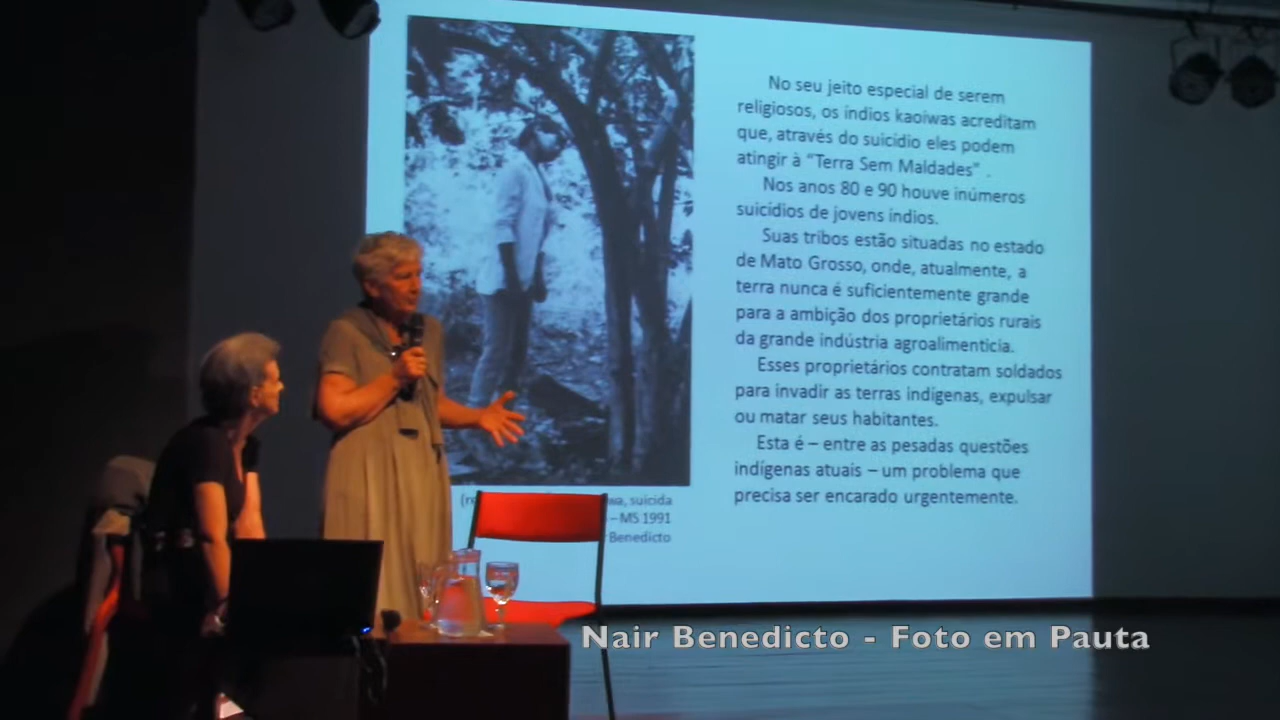 No seu jeito especial de serem
religiosos, os índios kaoiwas acreditam
que, através do suicídio eles podem
atingir à "Terra Sem Maldades" .
Nos anos 80 e 90 houve inúmeros
suicídios de jovens índios.
Suas tribos estão situadas no estado
de Mato Grosso, onde, atualmente, a
terra nunca é suficientemente grande
para a ambição dos proprietários rurais
da grande indústria agroalimentícia.
Esses proprietários contratam soldados
para invadir as terras indígenas, expulsar
ou matar seus habitantes.
Esta é – entre as pesadas questões
indígenas atuais – um problema que
precisa ser encarado urgentemente.
suicida
– MS 1991
Benedicto
Nair Benedicto - Foto em Pauta